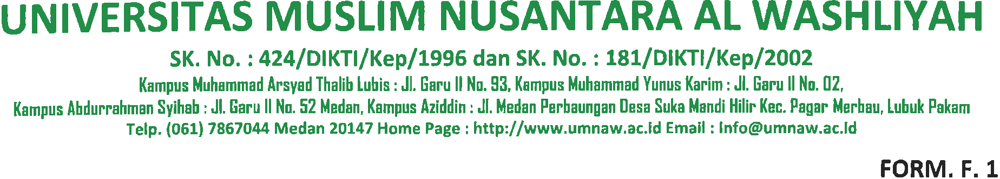 UNIVERSITAS MUSLIM NUSANTARA AL WASHLIYAH
SK. No. : 424/DIKTI/Kep/1996 dan SK. No. : 181/DIKTI/Kep/2002
Kampus Muhammad Arsyad Thalib Lubis : Jl. Garu II No. 93, Kampus Muhammad Yunus Karim : Jl. Garu II No. 02,
Kampus Abdurrahman Syihab : Jl. Garu II No. 52 Medan, Kampus Aziddin : Jl. Medan Perbaungan Desa Suka Mandi Hilir Kec. Pagar Merbau, Lubuk Pakam
Telp. (061) 7867044 Medan 20147 Home Page : http://www.umnaw.ac.id Email : info@umnaw.ac.id
FORM. F. 1